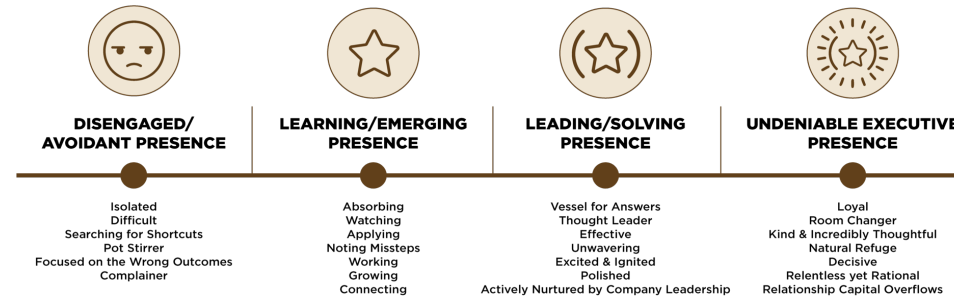 DISENGAGED/
AVOIDANT PRESENCE
Isolated
Difficult
Searching for Shortcuts
Pot Stirrer
Focused on the Wrong Outcomes
Complainer
LEARNING/EMERGING
PRESENCE
Absorbing
Watching
Applying
Noting Missteps
Working
Growing
Connecting
LEADING/SOLVING
PRESENCE
Vessel for Answers
Thought Leader
Effective
Unwavering
Excited & Ignited
Polished
Actively Nurtured by Company Leadership
UNDENIABLE EXECUTIVE
PRESENCE
Loyal
Room Changer
Kind & Incredibly Thoughtful
Natural Refuge
Decisive
Relentless yet Rational
Relationship Capital Overflows